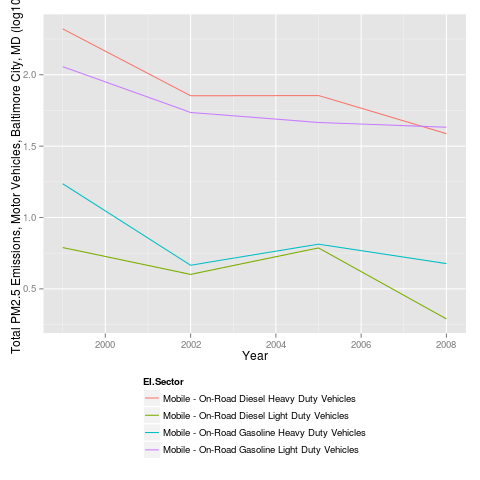 Total PM2.5 Emissions, Motor Vehicles, Baltimore City, MD (log10
2.0
1.5
1.0
0.5
2000 2002 2004 2006 2008
Year
EI.Sector
Mobile - On-Road Diesel Heavy Duty Vehicles
Mobile - On-Road Diesel Light Duty Vehicles
Mobile - On-Road Gasoline Heavy Duty Vehicles
Mobile - On-Road Gasoline Light Duty Vehicles